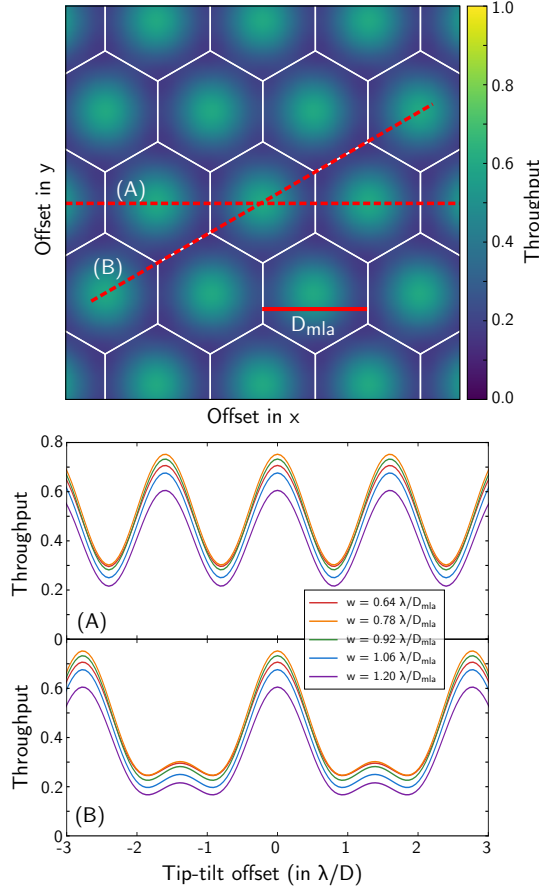 1.0
0.8
0.6
0.4
0.2
0.0
Throughput
Offset in y
(A)
(B)
D_mla
Offset in x
0.8
0.6
0.4
0.2
0
Throughput
(A)
w = 0.64 λ/D_mla
w = 0.78 λ/D_mla
w = 0.92 λ/D_mla
w = 1.06 λ/D_mla
w = 1.20 λ/D_mla
0.6
0.4
0.2
0
Throughput
(B)
-3 -2 -1 0 1 2 3
Tip-tilt offset (in λ/D)